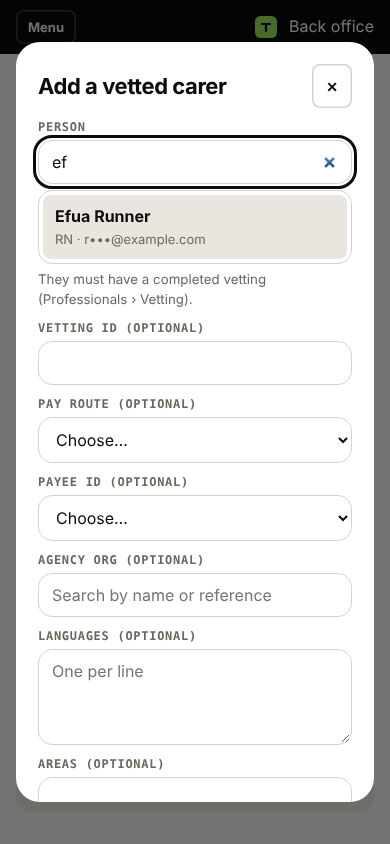 Menu
T
Back office
Add a vetted carer
×
PERSON
ef
×
Efua Runner
RN · r•••@example.com
They must have a completed vetting
(Professionals › Vetting).
VETTING ID (OPTIONAL)
PAY ROUTE (OPTIONAL)
Choose...
PAYEE ID (OPTIONAL)
Choose...
AGENCY ORG (OPTIONAL)
Search by name or reference
LANGUAGES (OPTIONAL)
One per line
AREAS (OPTIONAL)